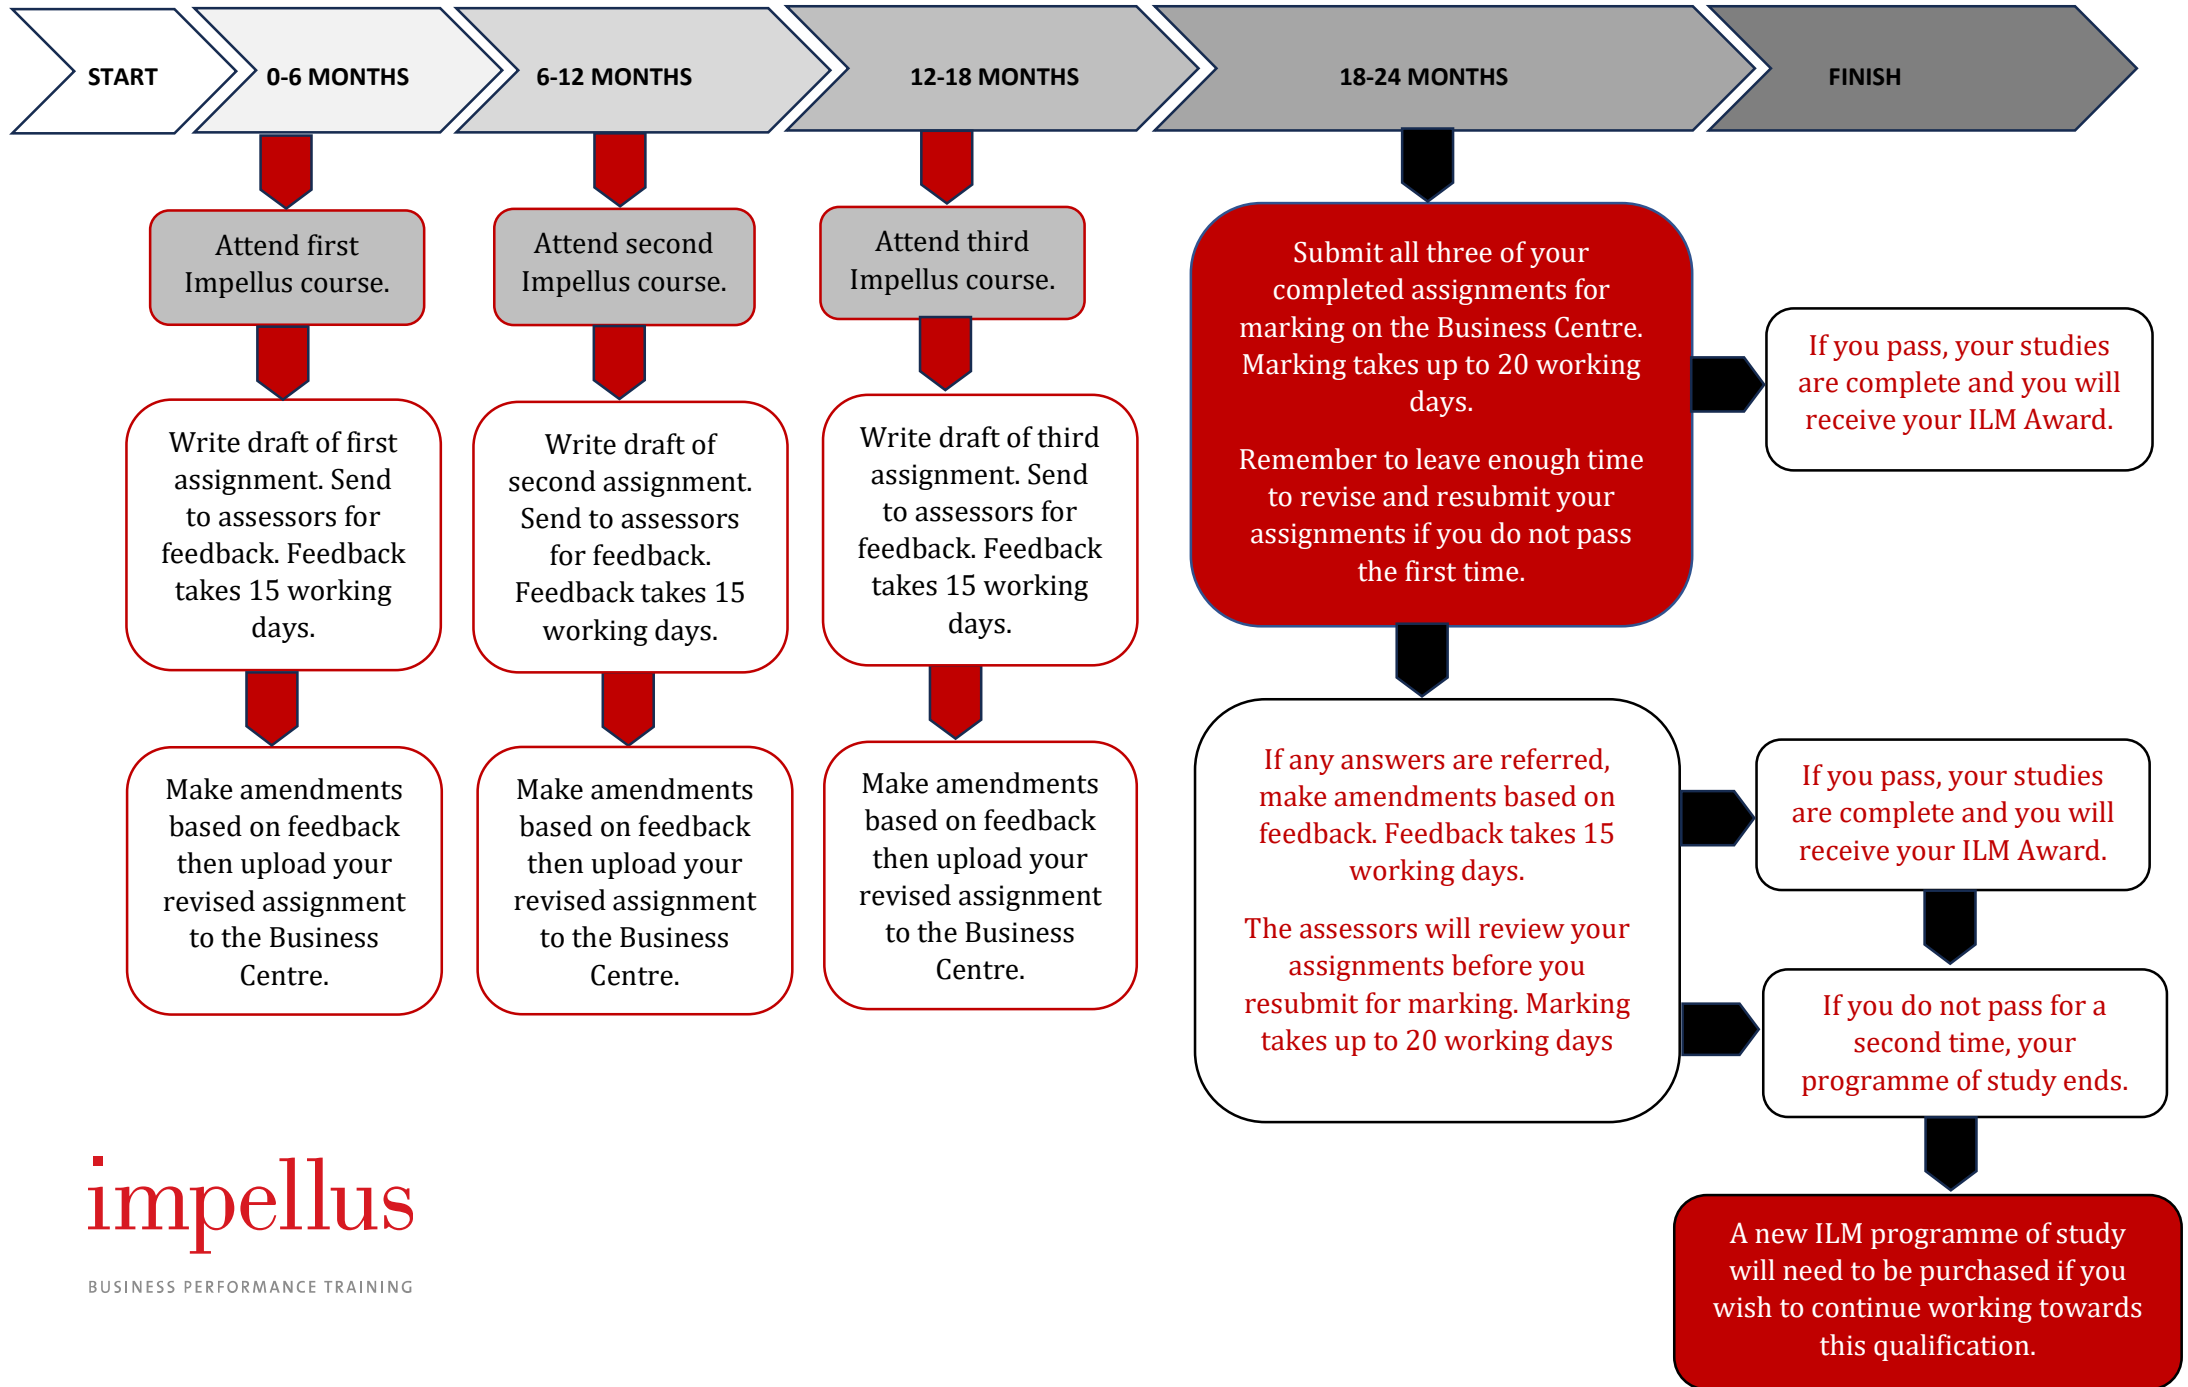 START
0-6 MONTHS
6-12 MONTHS
12-18 MONTHS
18-24 MONTHS
FINISH
Attend first
Impellus course.
Write draft of first
assignment. Send
to assessors for
feedback. Feedback
takes 15 working
days.
Make amendments
based on feedback
then upload your
revised assignment
to the Business
Centre.
Attend second
Impellus course.
Write draft of
second assignment.
Send to assessors
for feedback.
Feedback takes 15
working days.
Make amendments
based on feedback
then upload your
revised assignment
to the Business
Centre.
Attend third
Impellus course.
Write draft of third
assignment. Send
to assessors for
feedback. Feedback
takes 15 working
days.
Make amendments
based on feedback
then upload your
revised assignment
to the Business
Centre.
Submit all three of your
completed assignments for
marking on the Business Centre.
Marking takes up to 20 working
days.
Remember to leave enough time
to revise and resubmit your
assignments if you do not pass
the first time.
If you pass, your studies
are complete and you will
receive your ILM Award.
If any answers are referred,
make amendments based on
feedback. Feedback takes 15
working days.
The assessors will review your
assignments before you
resubmit for marking. Marking
takes up to 20 working days
If you pass, your studies
are complete and you will
receive your ILM Award.
If you do not pass for a
second time, your
programme of study ends.
A new ILM programme of study
will need to be purchased if you
wish to continue working towards
this qualification.
impellus
BUSINESS PERFORMANCE TRAINING